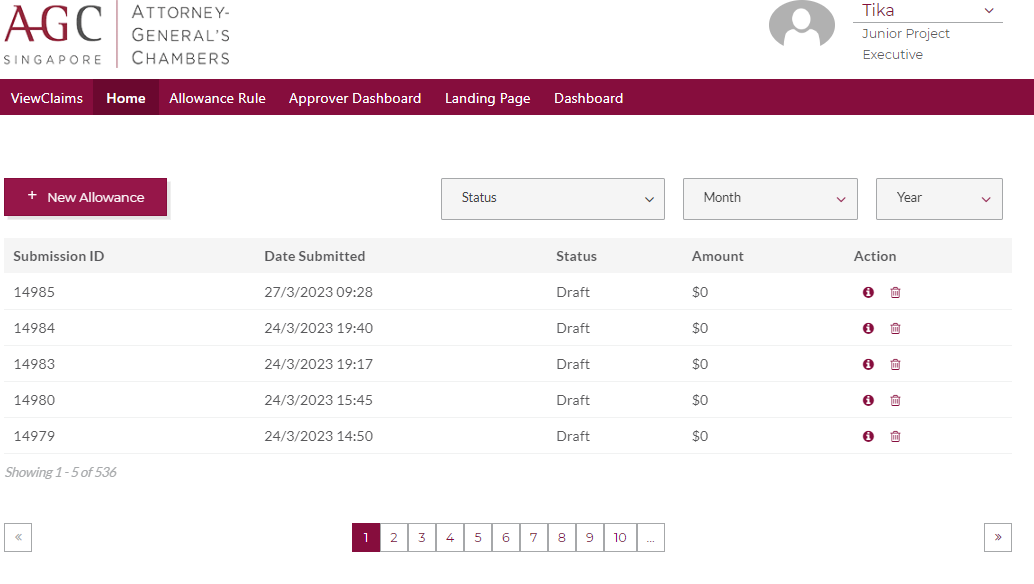 AGC
SINGAPORE
ATTORNEY-
GENERAL'S
CHAMBERS
Tika
Junior Project
Executive
ViewClaims Home Allowance Rule Approver Dashboard Landing Page Dashboard
+ New Allowance Status Month Year
Submission ID Date Submitted Status Amount Action
14985 27/3/2023 09:28 Draft $0
14984 24/3/2023 19:40 Draft $0
14983 24/3/2023 19:17 Draft $0
14980 24/3/2023 15:45 Draft $0
14979 24/3/2023 14:50 Draft $0
Showing 1 - 5 of 536
« 1 2 3 4 5 6 7 8 9 10 ... »